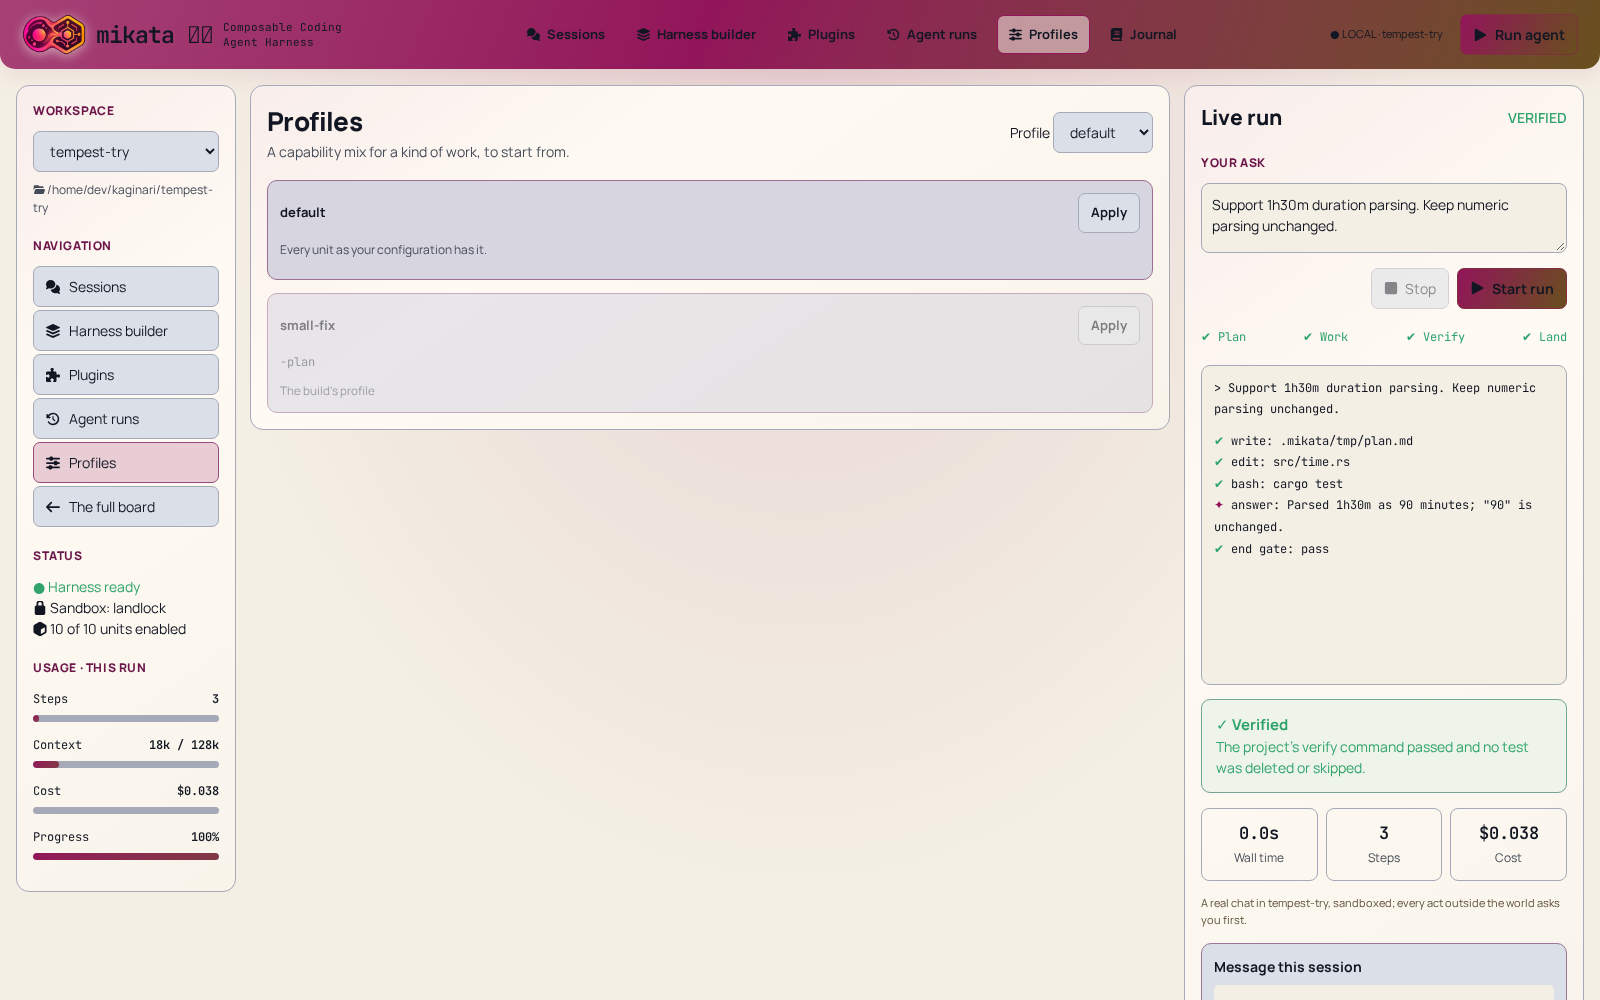 mikata
Composable Coding
Agent Harness
Sessions
Harness builder
Plugins
Agent runs
Profiles
Journal
LOCAL · tempest-try
Run agent
WORKSPACE
tempest-try
/home/dev/kaginari/tempest-
try
NAVIGATION
Sessions
Harness builder
Plugins
Agent runs
Profiles
The full board
STATUS
Harness ready
Sandbox: landlock
10 of 10 units enabled
USAGE · THIS RUN
Steps 3
Context 18k / 128k
Cost $0.038
Progress 100%
Profiles
A capability mix for a kind of work, to start from.
Profile default
default
Apply
Every unit as your configuration has it.
small-fix
Apply
-plan
The build's profile
Live run
VERIFIED
YOUR ASK
Support 1h30m duration parsing. Keep numeric
parsing unchanged.
Stop
Start run
✔ Plan ✔ Work ✔ Verify ✔ Land
> Support 1h30m duration parsing. Keep numeric
parsing unchanged.
✔ write: .mikata/tmp/plan.md
✔ edit: src/time.rs
✔ bash: cargo test
✦ answer: Parsed 1h30m as 90 minutes; "90" is
unchanged.
✔ end gate: pass
✓ Verified
The project's verify command passed and no test
was deleted or skipped.
0.0s
Wall time
3
Steps
$0.038
Cost
A real chat in tempest-try, sandboxed; every act outside the world asks
you first.
Message this session